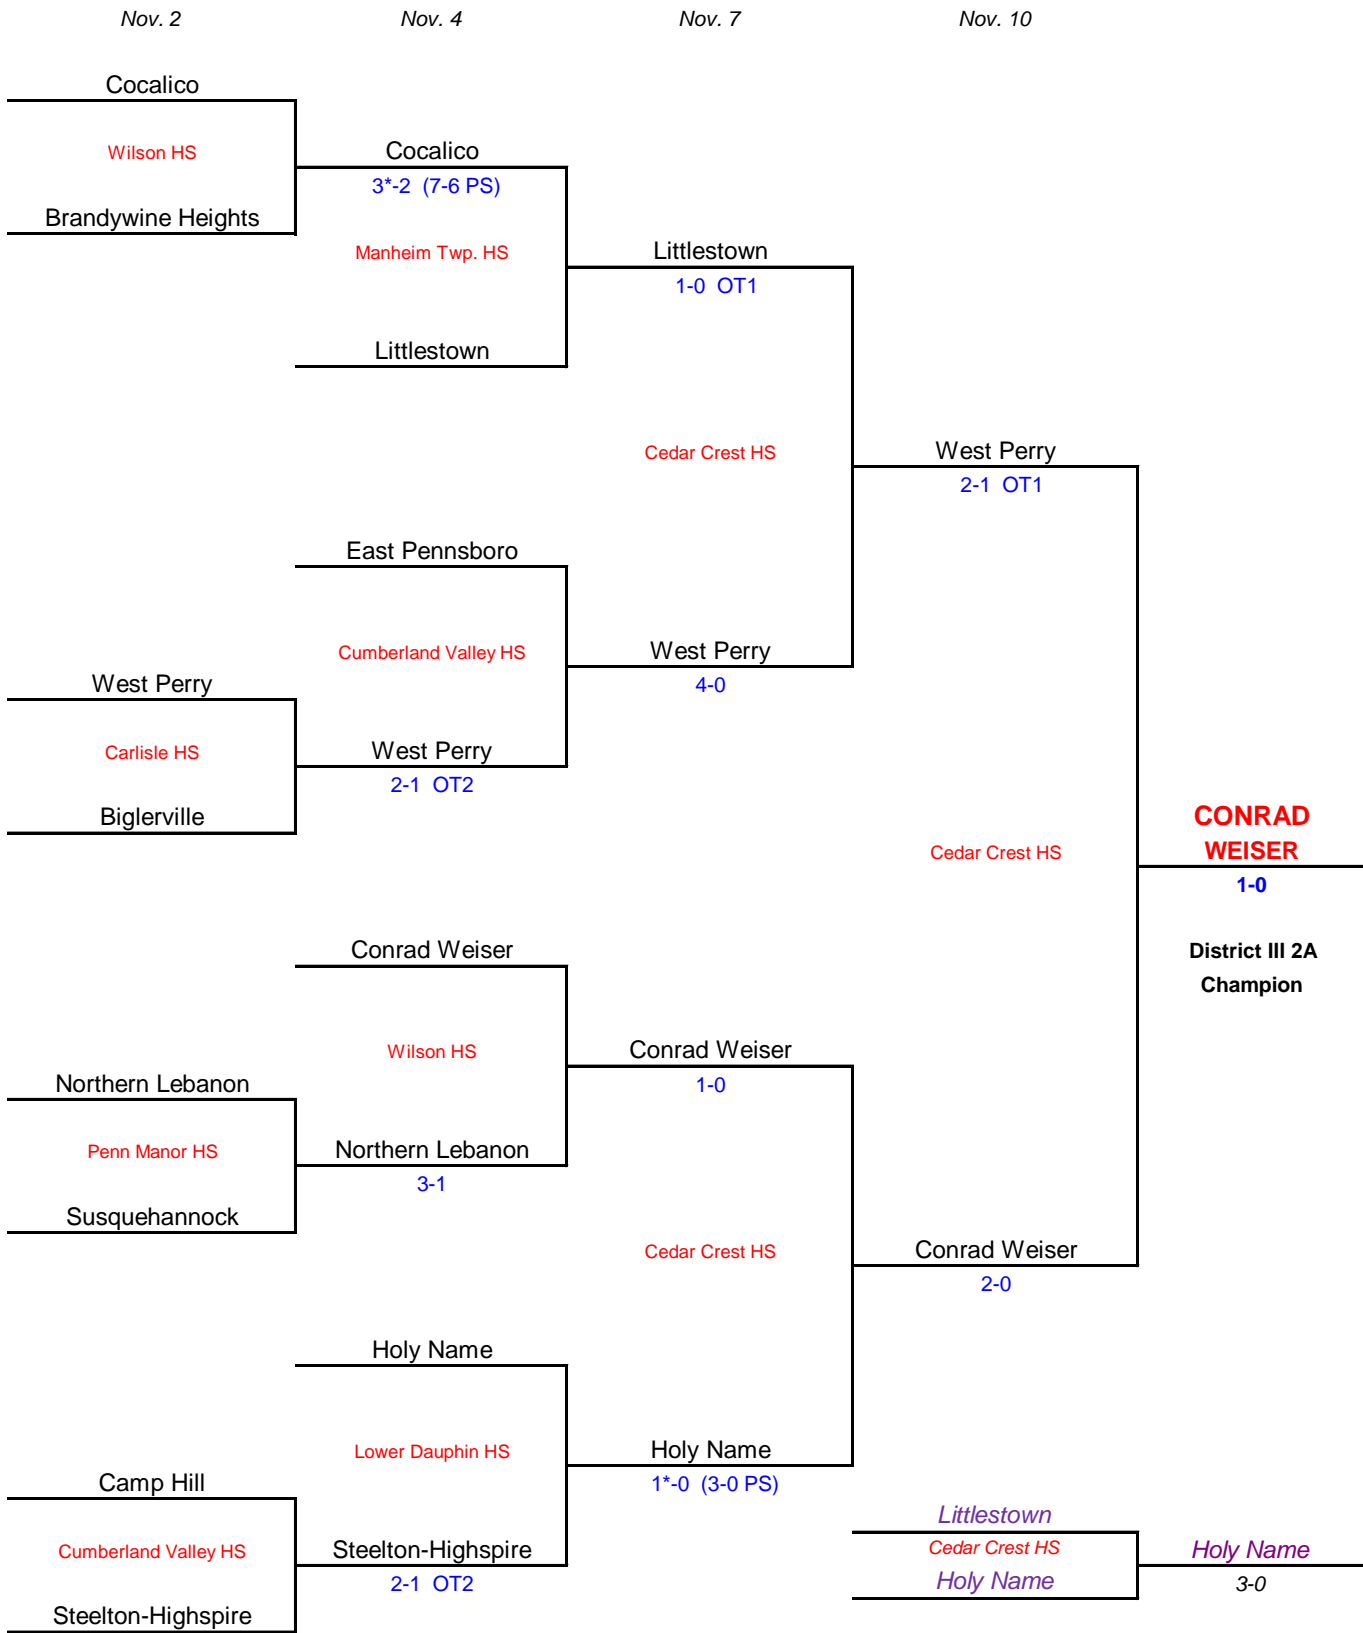 Nov. 2
Nov. 4
Nov. 7
Nov. 10
Cocalico
Wilson HS
Cocalico
3*-2 (7-6 PS)
Brandywine Heights
Manheim Twp. HS
Littlestown
1-0 OT1
Littlestown
Cedar Crest HS
West Perry
2-1 OT1
East Pennsboro
Cumberland Valley HS
West Perry
4-0
West Perry
Carlisle HS
West Perry
2-1 OT2
Biglerville
Cedar Crest HS
CONRAD
WEISER
1-0
District III 2A
Champion
Conrad Weiser
Wilson HS
Conrad Weiser
1-0
Northern Lebanon
Penn Manor HS
Northern Lebanon
3-1
Susquehannock
Cedar Crest HS
Conrad Weiser
2-0
Holy Name
Lower Dauphin HS
Holy Name
1*-0 (3-0 PS)
Camp Hill
Cumberland Valley HS
Steelton-Highspire
2-1 OT2
Steelton-Highspire
Littlestown
Cedar Crest HS
Holy Name
Holy Name
3-0